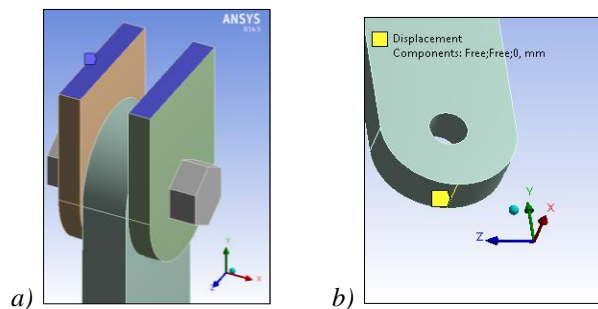 ANSYS
R14.5
Y
X
Z
a)
Displacement
Components: Free;Free;0, mm
Y
X
Z
b)